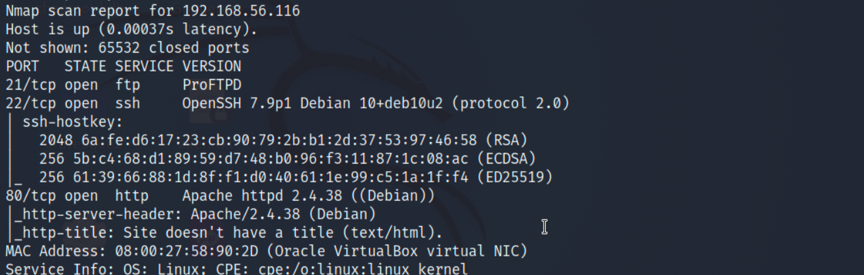 Nmap scan report for 192.168.56.116
Host is up (0.00037s latency).
Not shown: 65532 closed ports
PORT   STATE SERVICE VERSION
21/tcp open  ftp     ProFTPD
22/tcp open  ssh     OpenSSH 7.9p1 Debian 10+deb10u2 (protocol 2.0)
| ssh-hostkey:
|   2048 6a:fe:d6:17:23:cb:90:79:2b:b1:2d:37:53:97:46:58 (RSA)
|   256 5b:c4:68:d1:89:59:d7:48:b0:96:f3:11:87:1c:08:ac (ECDSA)
|_  256 61:39:66:88:1d:8f:f1:d0:40:61:1e:99:c5:1a:1f:f4 (ED25519)
80/tcp open  http    Apache httpd 2.4.38 ((Debian))
|_http-server-header: Apache/2.4.38 (Debian)
|_http-title: Site doesn't have a title (text/html).
MAC Address: 08:00:27:58:90:2D (Oracle VirtualBox virtual NIC)
Service Info: OS: Linux; CPE: cpe:/o:linux:linux_kernel